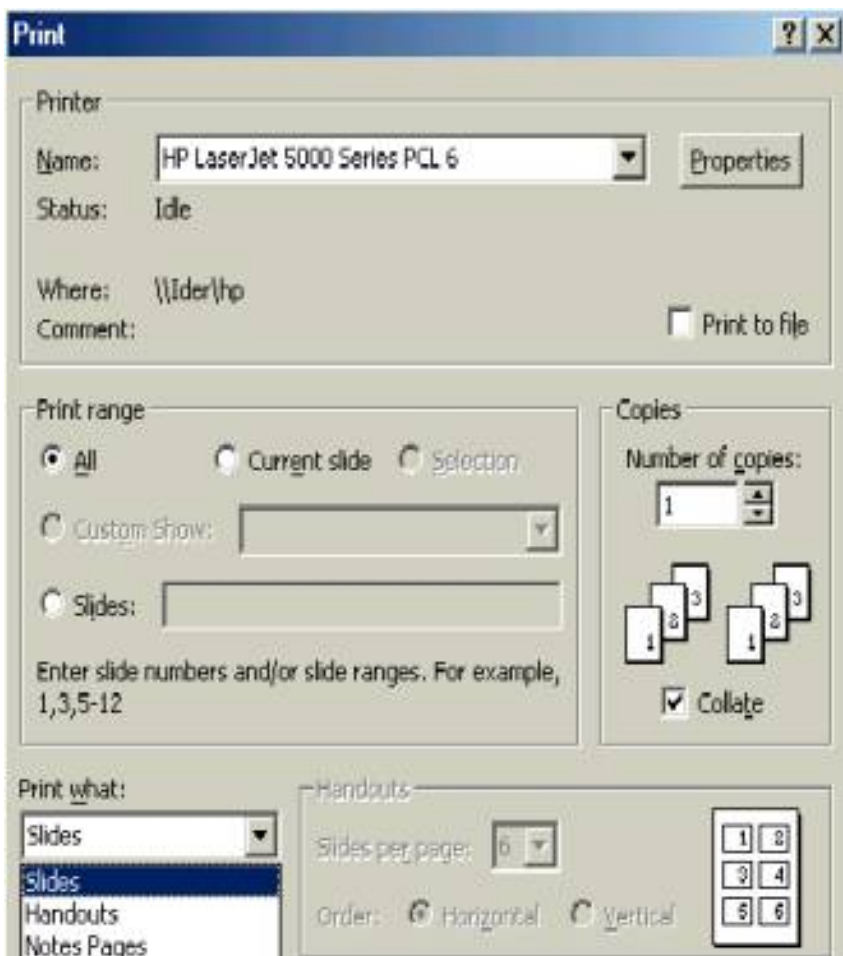 Print
Printer
Name: HP LaserJet 5000 Series PCL 6 Properties
Status: Idle
Where: \\Ider\hp
Comment:
Print to file
Print range
All Current slide Selection
Custom Show:
Slides:
Enter slide numbers and/or slide ranges. For example,
1,3,5-12
Copies
Number of copies:
1
1 2 3 1 2 3
Collate
Print what:
Slides
Slides
Handouts
Notes Pages
Handouts
Slides per page: 6
Order: Horizontal Vertical
1 2
3 4
5 6